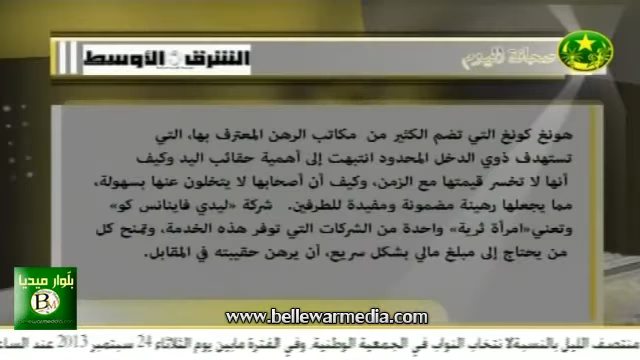 الشرق الأوسط
صحافة اليوم
هونغ كونغ التي تضم الكثير من مكاتب الرهن المعترف بها، التي
تستهدف ذوي الدخل المحدود انتبهت إلى أهمية حقائب اليد وكيف
أنها لا تخسر قيمتها مع الزمن، وكيف أن أصحابها لا يتخلون عنها بسهولة،
مما يجعلها رهينة مضمونة ومفيدة للطرفين. شركة «ليدي فاينانس كو»
وتعني«امرأة ثرية» واحدة من الشركات التي توفر هذه الخدمة، وتمنح كل
من يحتاج إلى مبلغ مالي بشكل سريع، أن يرهن حقيبته في المقابل.
بلوار ميديا
BM
www.bellewarmedia.com
منتصف الليل بالنسبةلا نتخاب النواب في الجمعية الوطنية. وفي الفترة مابين يوم الثلاثاء 24 سبتمبر 2013 عند الساعة